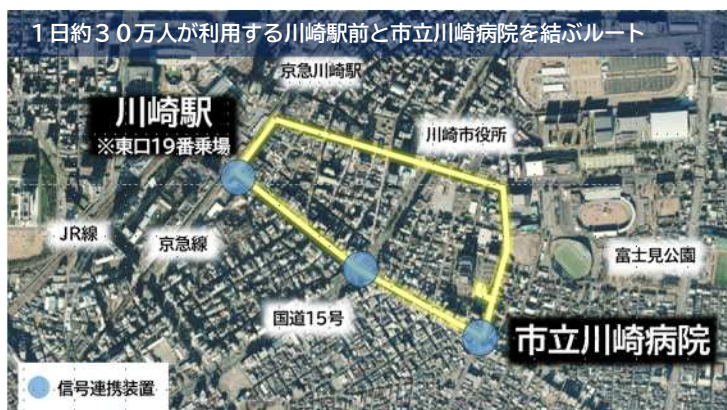 1日約30万人が利用する川崎駅前と市立川崎病院を結ぶルート
京急川崎駅
川崎駅
※東口19番乗場
川崎市役所
JR線
京急線
富士見公園
国道15号
市立川崎病院
信号連携装置